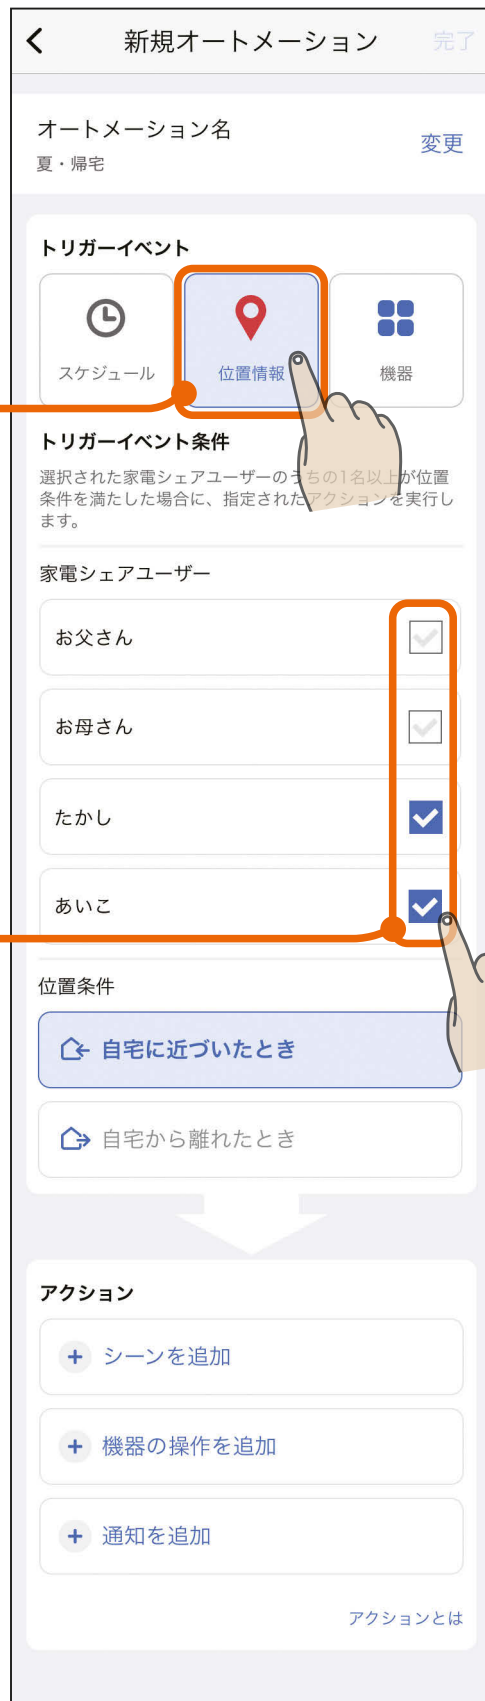 新規オートメーション
完了
オートメーション名
夏・帰宅
変更
トリガーイベント
スケジュール
位置情報
機器
トリガーイベント条件
選択された家電シェアユーザーのうちの1名以上が位置
条件を満たした場合に、指定されたアクションを実行し
ます。
家電シェアユーザー
お父さん
お母さん
たかし
あいこ
位置条件
自宅に近づいたとき
自宅から離れたとき
アクション
シーンを追加
機器の操作を追加
通知を追加
アクションとは